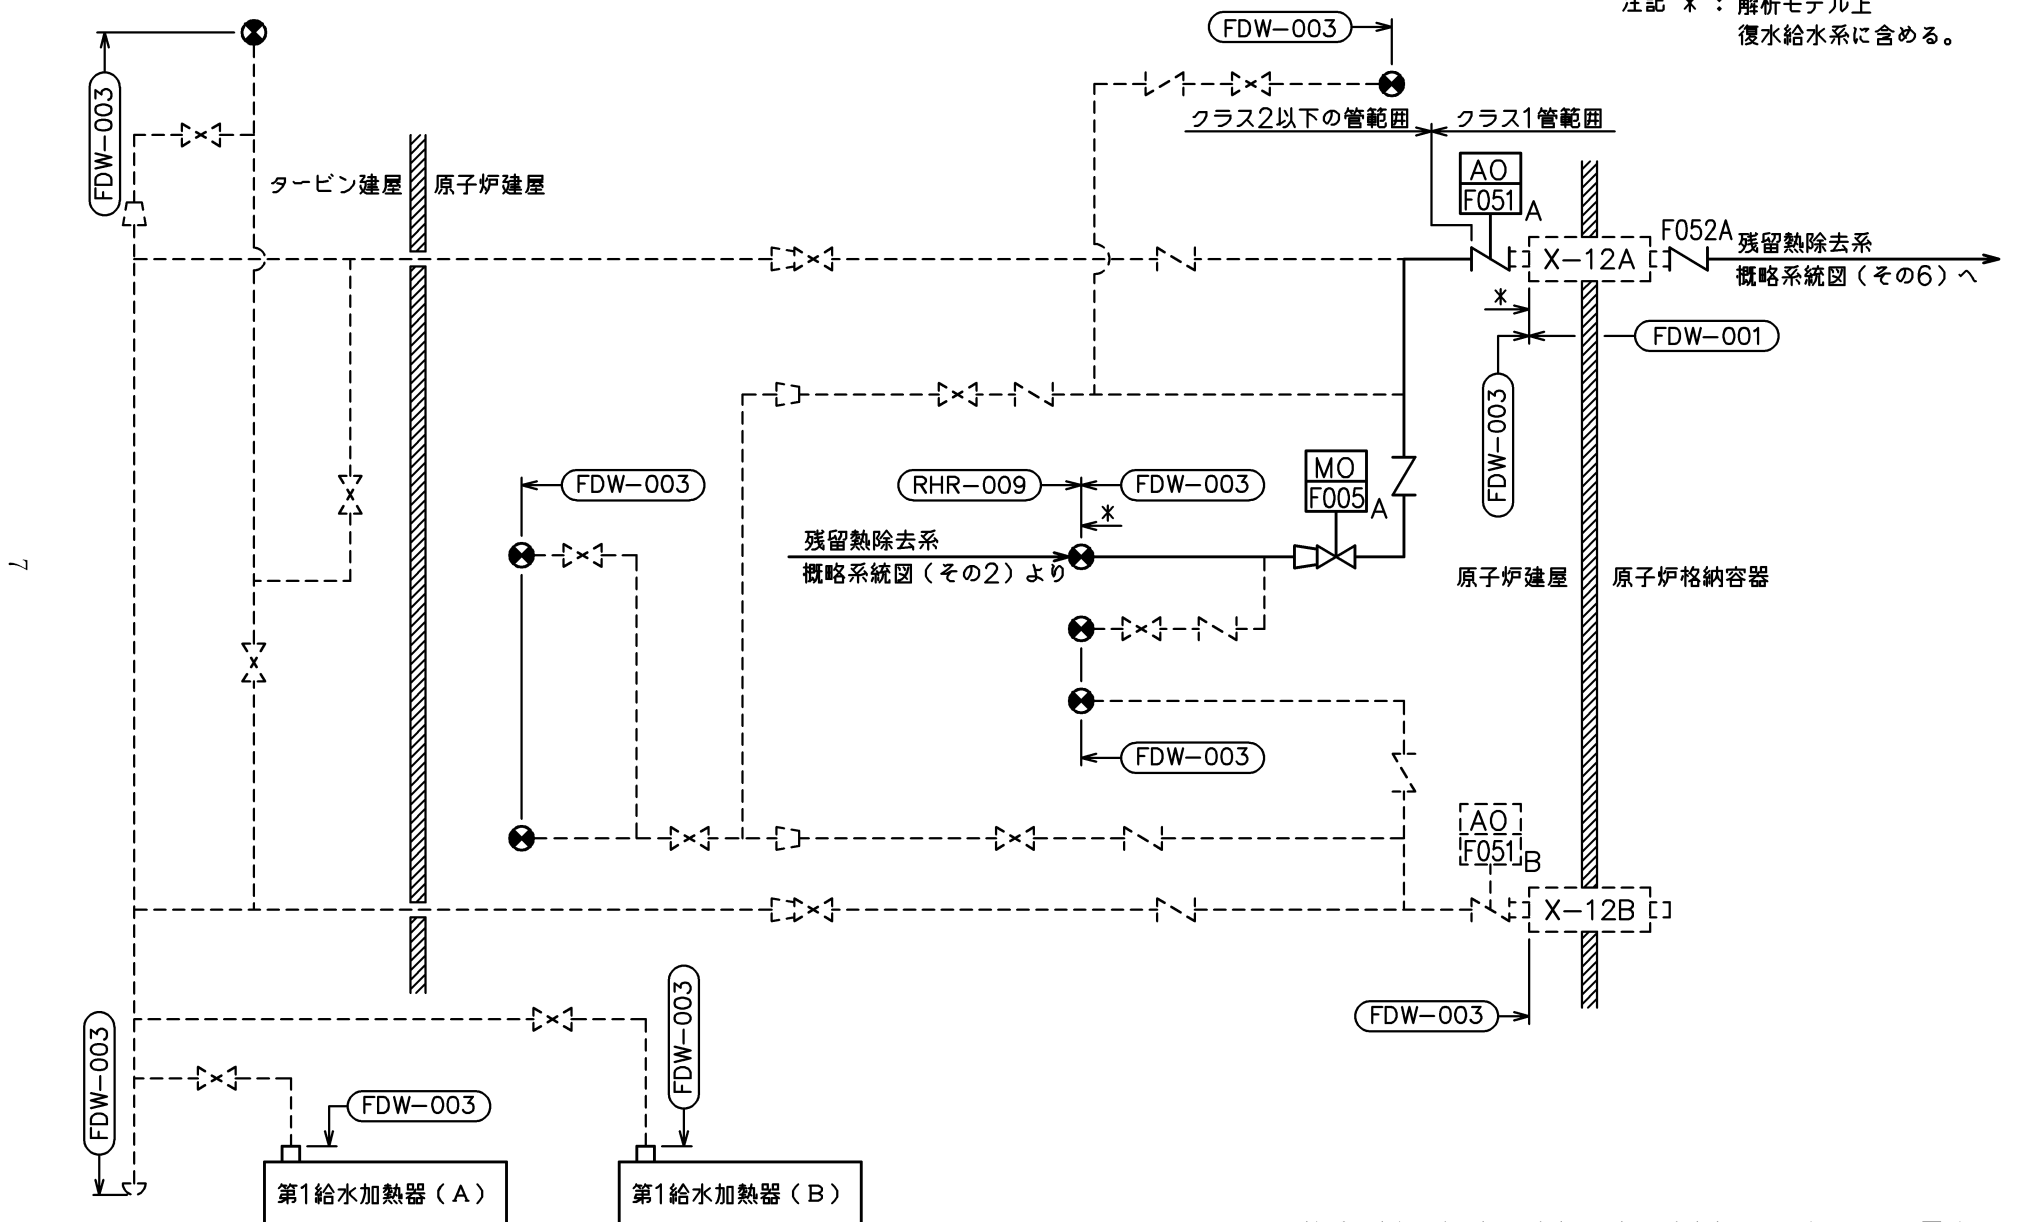 注記 * : 解析モデル上
復水給水系に含める。
FDW-003
FDW-003
クラス2以下の管範囲
クラス1管範囲
タービン建屋
原子炉建屋
AO
F051
A
X-12A
F052A
残留熱除去系
概略系統図(その6)へ
*
FDW-001
FDW-003
FDW-003
RHR-009
FDW-003
*
MO
F005
A
残留熱除去系
概略系統図(その2)より
原子炉建屋
原子炉格納容器
7
FDW-003
AO
F051
B
X-12B
FDW-003
FDW-003
FDW-003
FDW-003
第1給水加熱器(A)
第1給水加熱器(B)